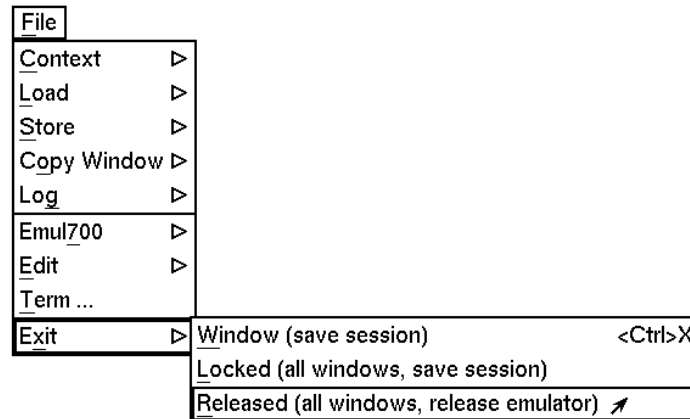 File
Context
Load
Store
Copy Window
Log
Emul700
Edit
Term ...
Exit
Window (save session) <Ctrl>X
Locked (all windows, save session)
Released (all windows, release emulator)